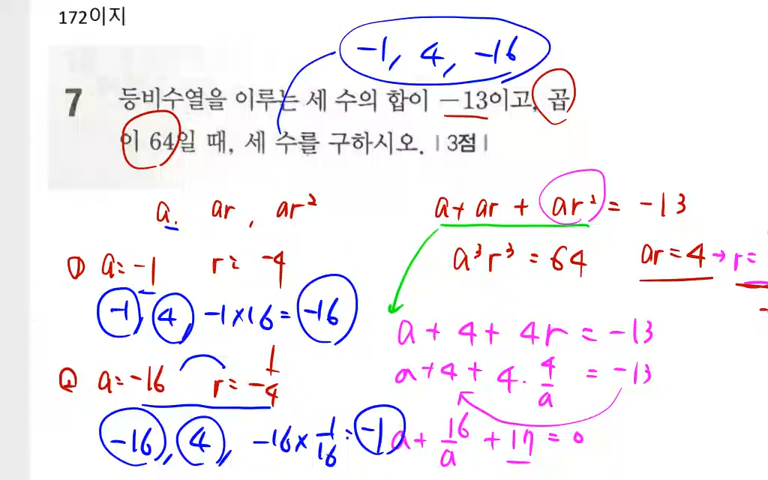 172이지
-1, 4, -16
7 등비수열을 이루는 세 수의 합이 -13이고, 곱
이 64일 때, 세 수를 구하시오. | 3점 |
a, ar, ar²
a + ar + ar² = -13
a³r³ = 64 ar = 4 → r =
① a = -1 r = -4
-1, 4, -1×16 = -16
a + 4 + 4r = -13
a + 4 + 4·4/a = -13
② a = -16 r = -1/4
-16, 4, -16×1/16 = -1
a + 16/a + 17 = 0